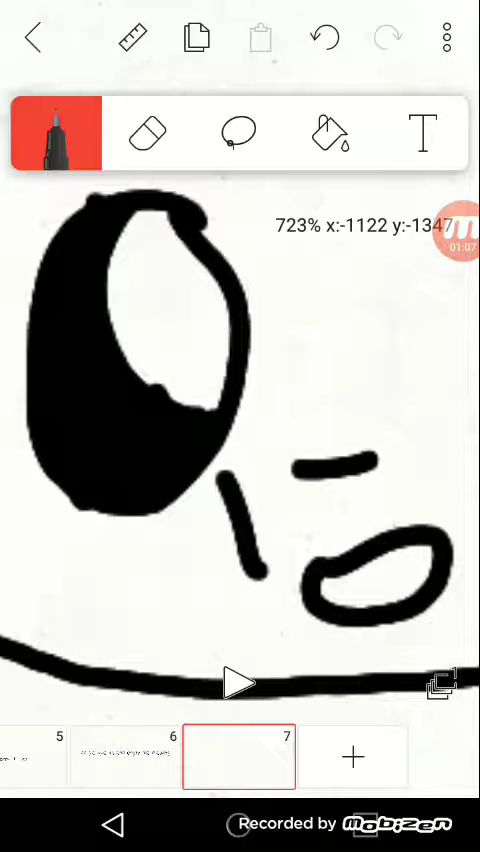 T
723% x:-1122 y:-1347
m
01:07
5
6
7
+
Recorded by mobizen